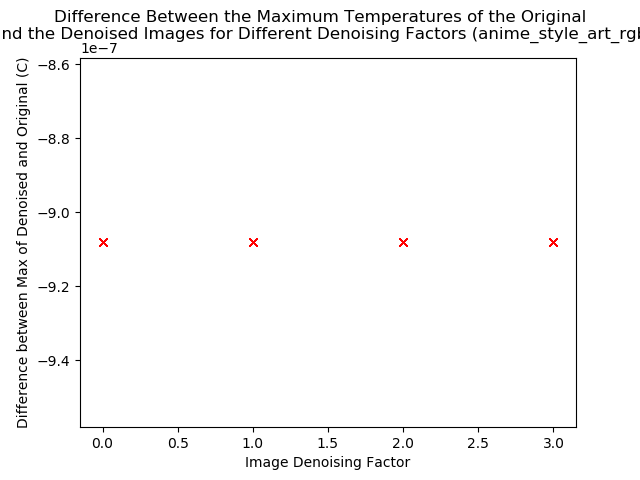 Difference Between the Maximum Temperatures of the Original
nd the Denoised Images for Different Denoising Factors (anime_style_art_rgb
1e−7
−8.6
−8.8
−9.0
−9.2
−9.4
Difference between Max of Denoised and Original (C)
0.0 0.5 1.0 1.5 2.0 2.5 3.0
Image Denoising Factor